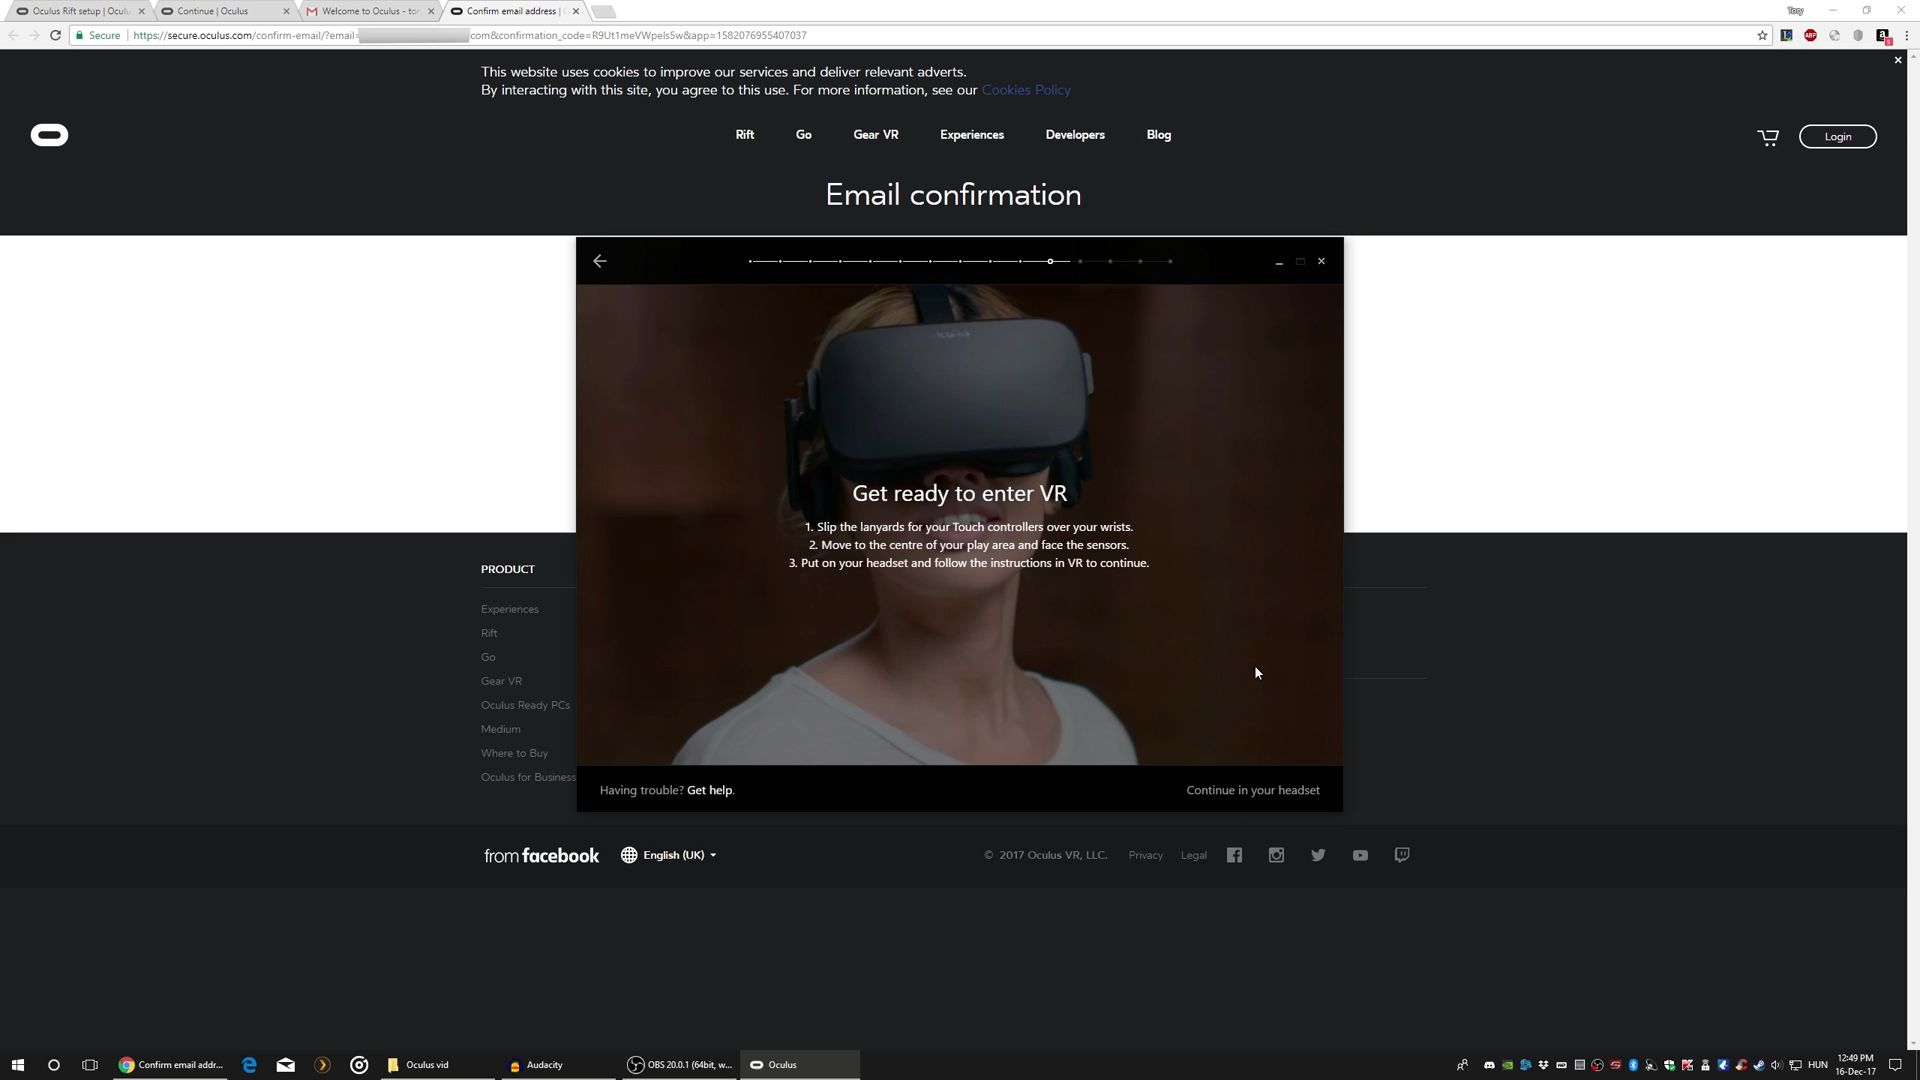 Oculus Rift setup | Ocul
Continue | Oculus
Welcome to Oculus - to
Confirm email address |
Tory
Secure
https://secure.oculus.com/confirm-email/?email=
com&confirmation_code=R9Ut1meVWpels5w&app=1582076955407037
This website uses cookies to improve our services and deliver relevant adverts.
By interacting with this site, you agree to this use. For more information, see our Cookies Policy
Rift
Go
Gear VR
Experiences
Developers
Blog
Login
Email confirmation
Get ready to enter VR
1. Slip the lanyards for your Touch controllers over your wrists.
2. Move to the centre of your play area and face the sensors.
3. Put on your headset and follow the instructions in VR to continue.
PRODUCT
Experiences
Rift
Go
Gear VR
Oculus Ready PCs
Medium
Where to Buy
Oculus for Business
Having trouble? Get help.
Continue in your headset
from facebook
English (UK)
© 2017 Oculus VR, LLC.
Privacy
Legal
Confirm email addr...
Oculus vid
Audacity
OBS 20.0.1 (64bit, w...
Oculus
HUN
12:49 PM
16-Dec-17